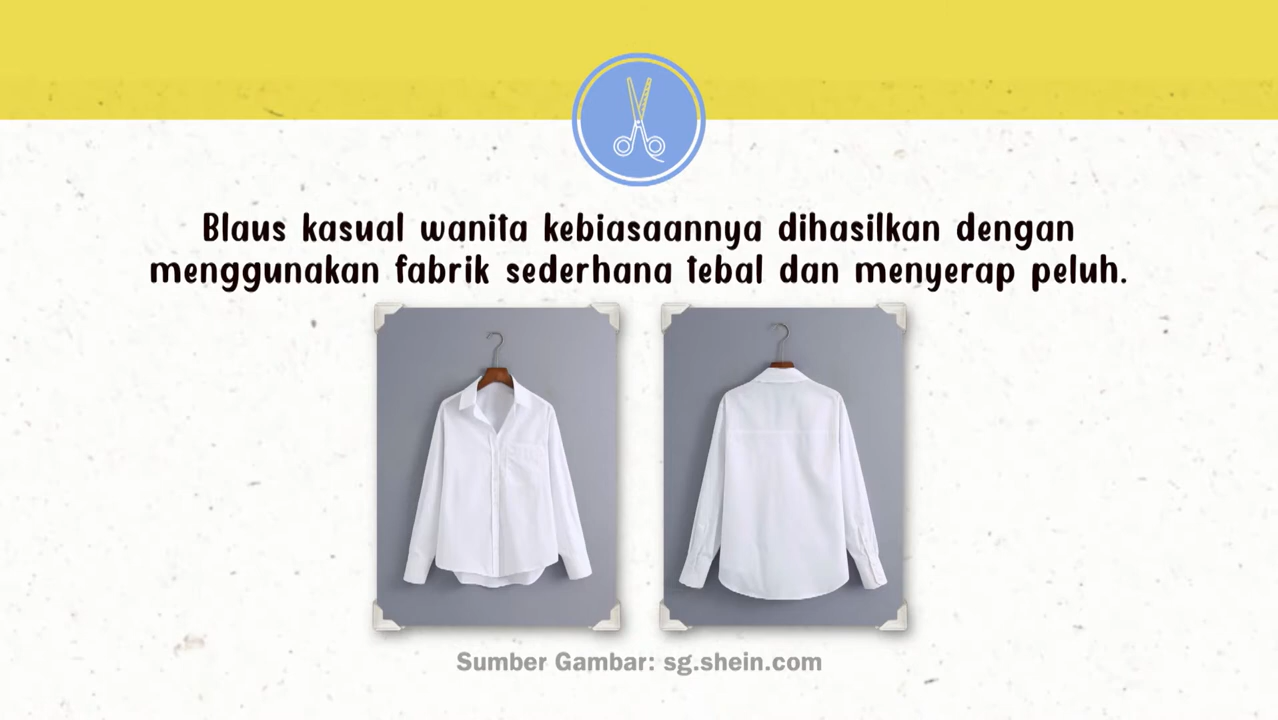 Blaus kasual wanita kebiasaannya dihasilkan dengan
menggunakan fabrik sederhana tebal dan menyerap peluh.
Sumber Gambar: sg.shein.com